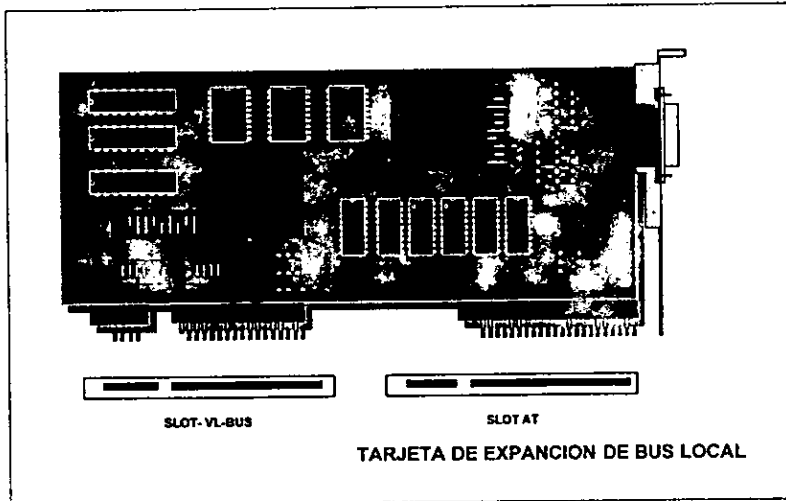 SLOT- VL-BUS
SLOT AT
TARJETA DE EXPANCION DE BUS LOCAL